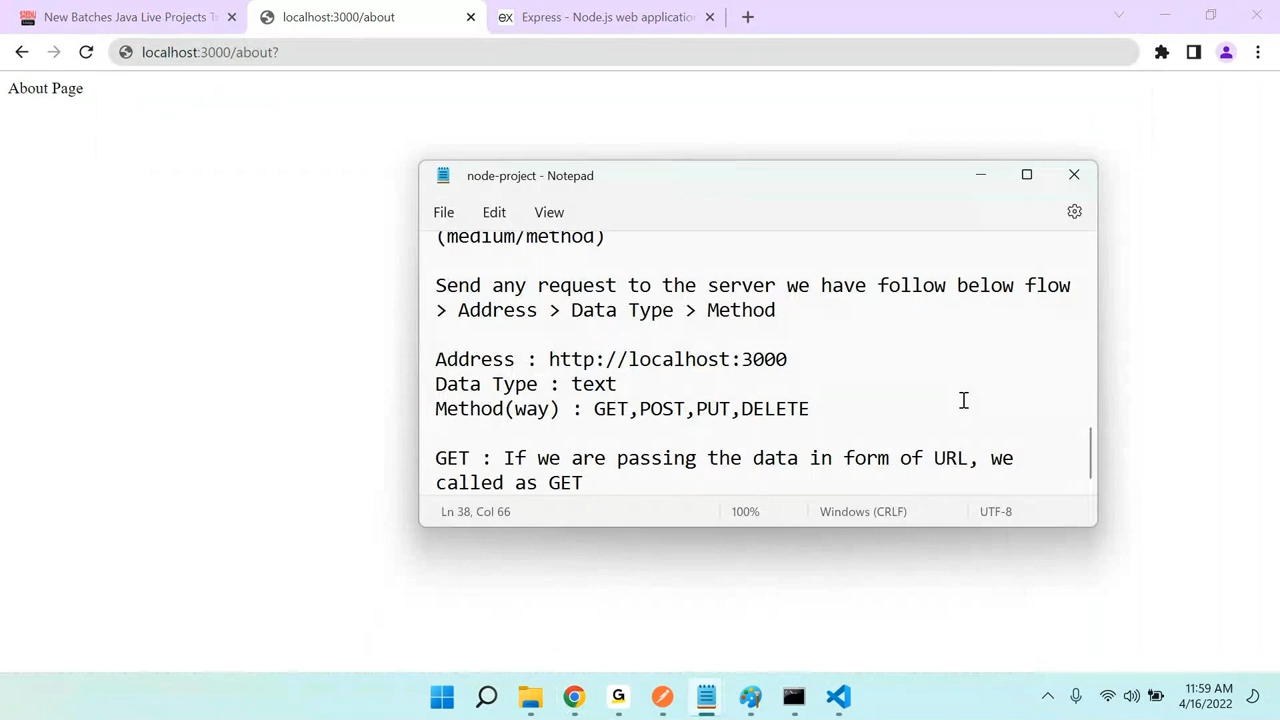 New Batches Java Live Projects T
localhost:3000/about
Express - Node.js web application
localhost:3000/about?
About Page
node-project - Notepad
File Edit View
(medium/method)
Send any request to the server we have follow below flow
> Address > Data Type > Method
Address : http://localhost:3000
Data Type : text
Method(way) : GET,POST,PUT,DELETE
GET : If we are passing the data in form of URL, we
called as GET
Ln 38, Col 66 100% Windows (CRLF) UTF-8
11:59 AM
4/16/2022